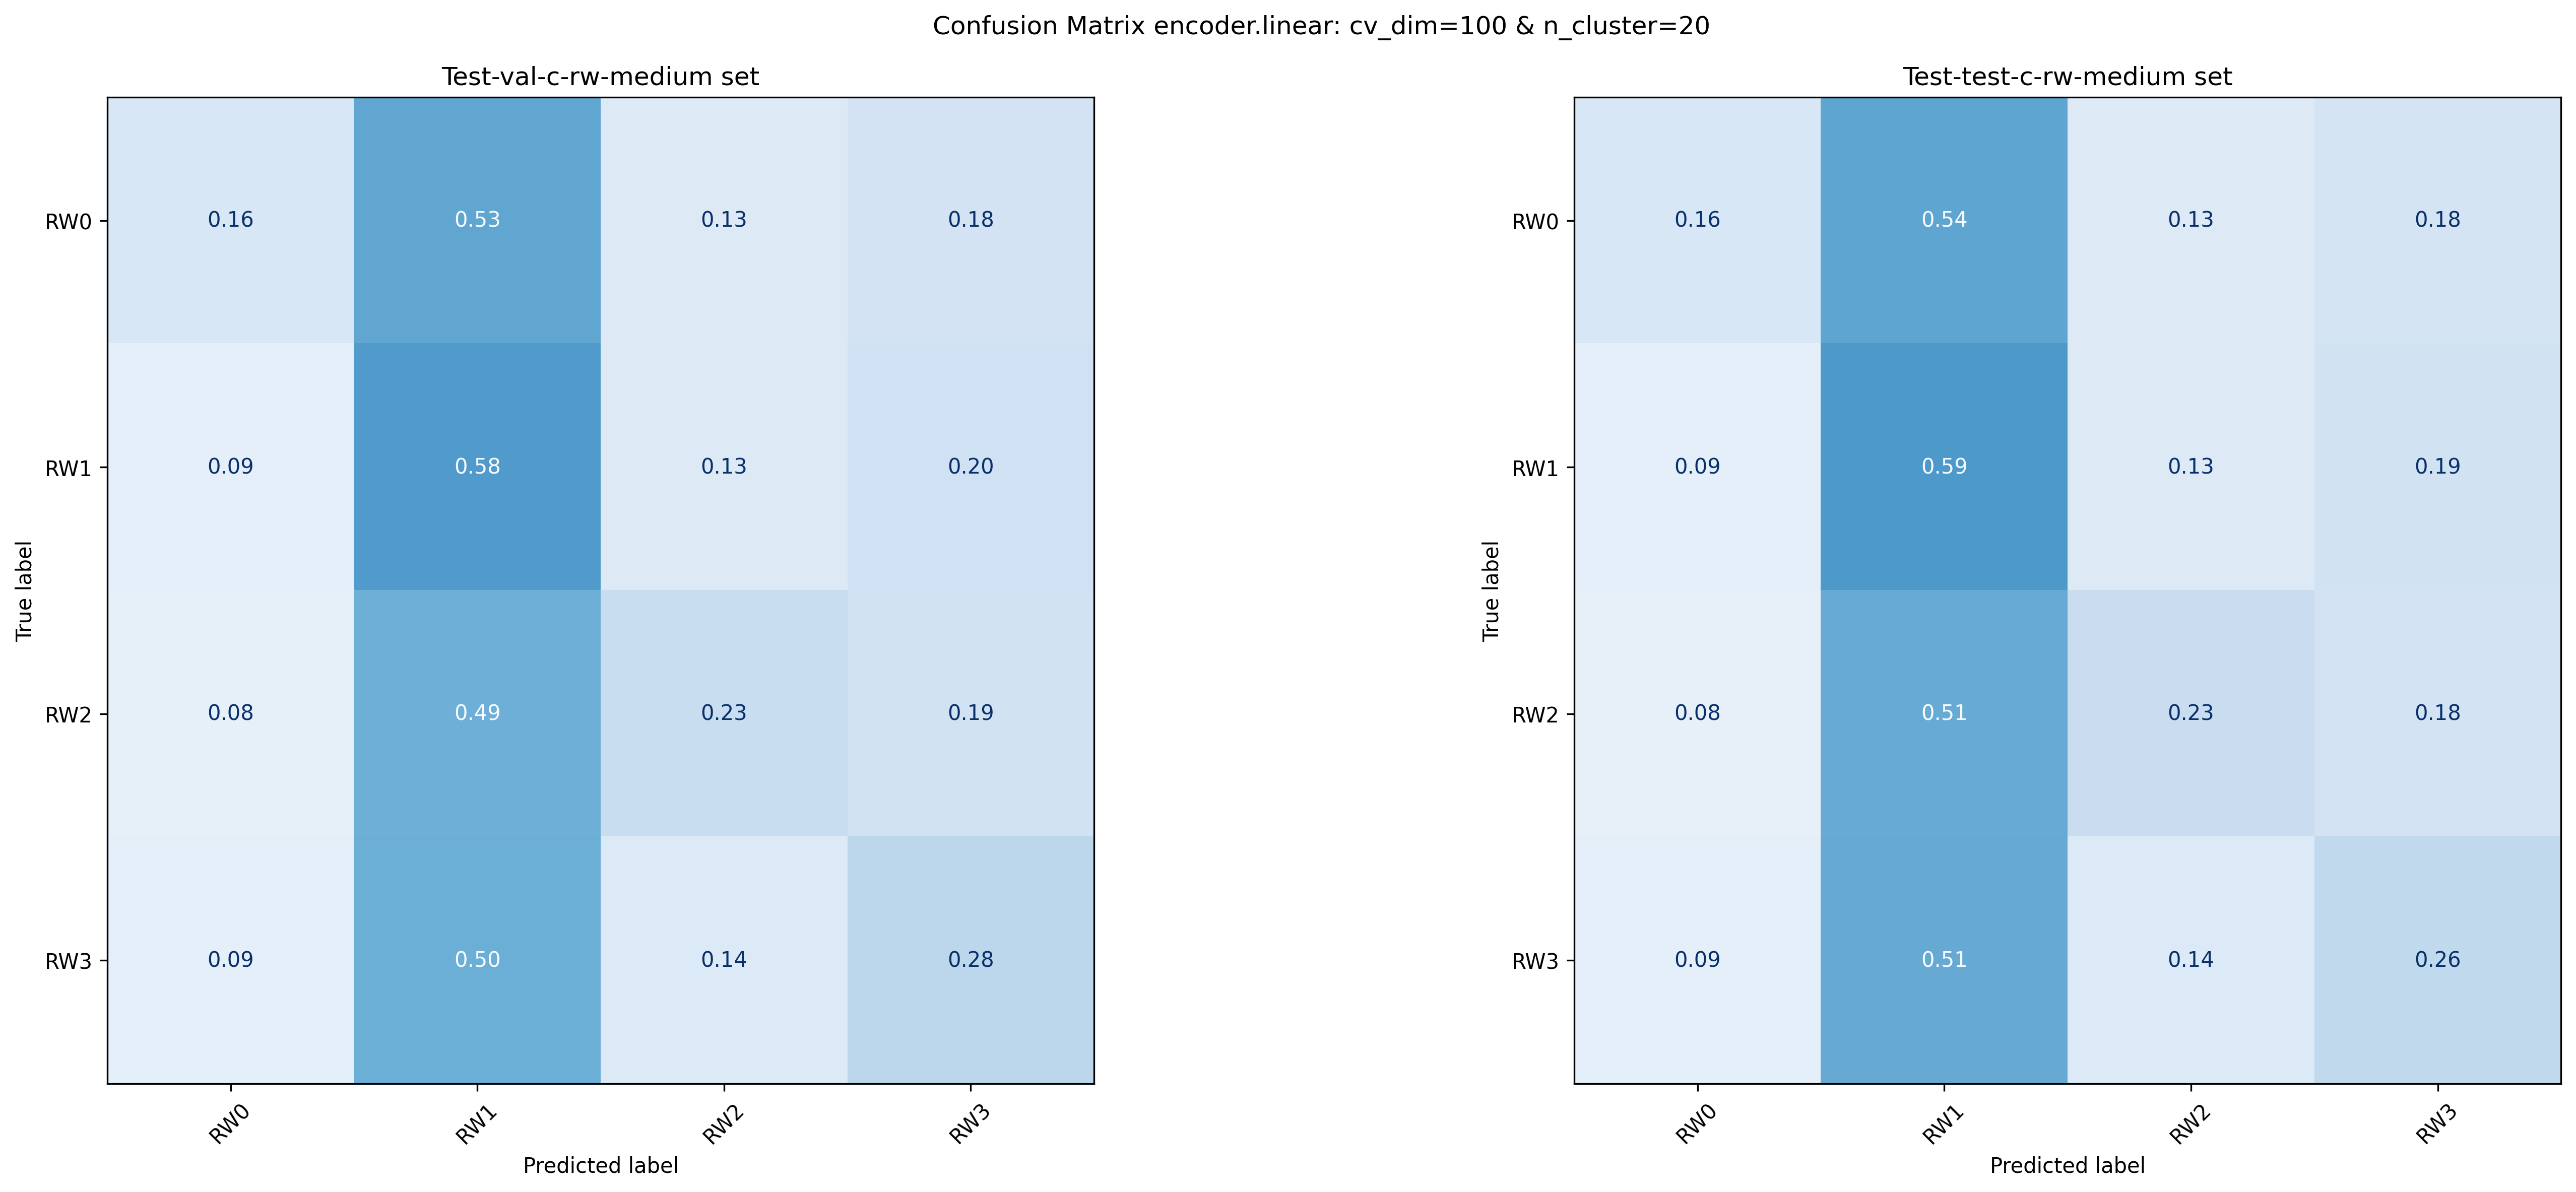 Confusion Matrix encoder.linear: cv_dim=100 & n_cluster=20
Test-val-c-rw-medium set
True label
RW0 0.16 0.53 0.13 0.18
RW1 0.09 0.58 0.13 0.20
RW2 0.08 0.49 0.23 0.19
RW3 0.09 0.50 0.14 0.28
RW0 RW1 RW2 RW3
Predicted label
Test-test-c-rw-medium set
True label
RW0 0.16 0.54 0.13 0.18
RW1 0.09 0.59 0.13 0.19
RW2 0.08 0.51 0.23 0.18
RW3 0.09 0.51 0.14 0.26
RW0 RW1 RW2 RW3
Predicted label